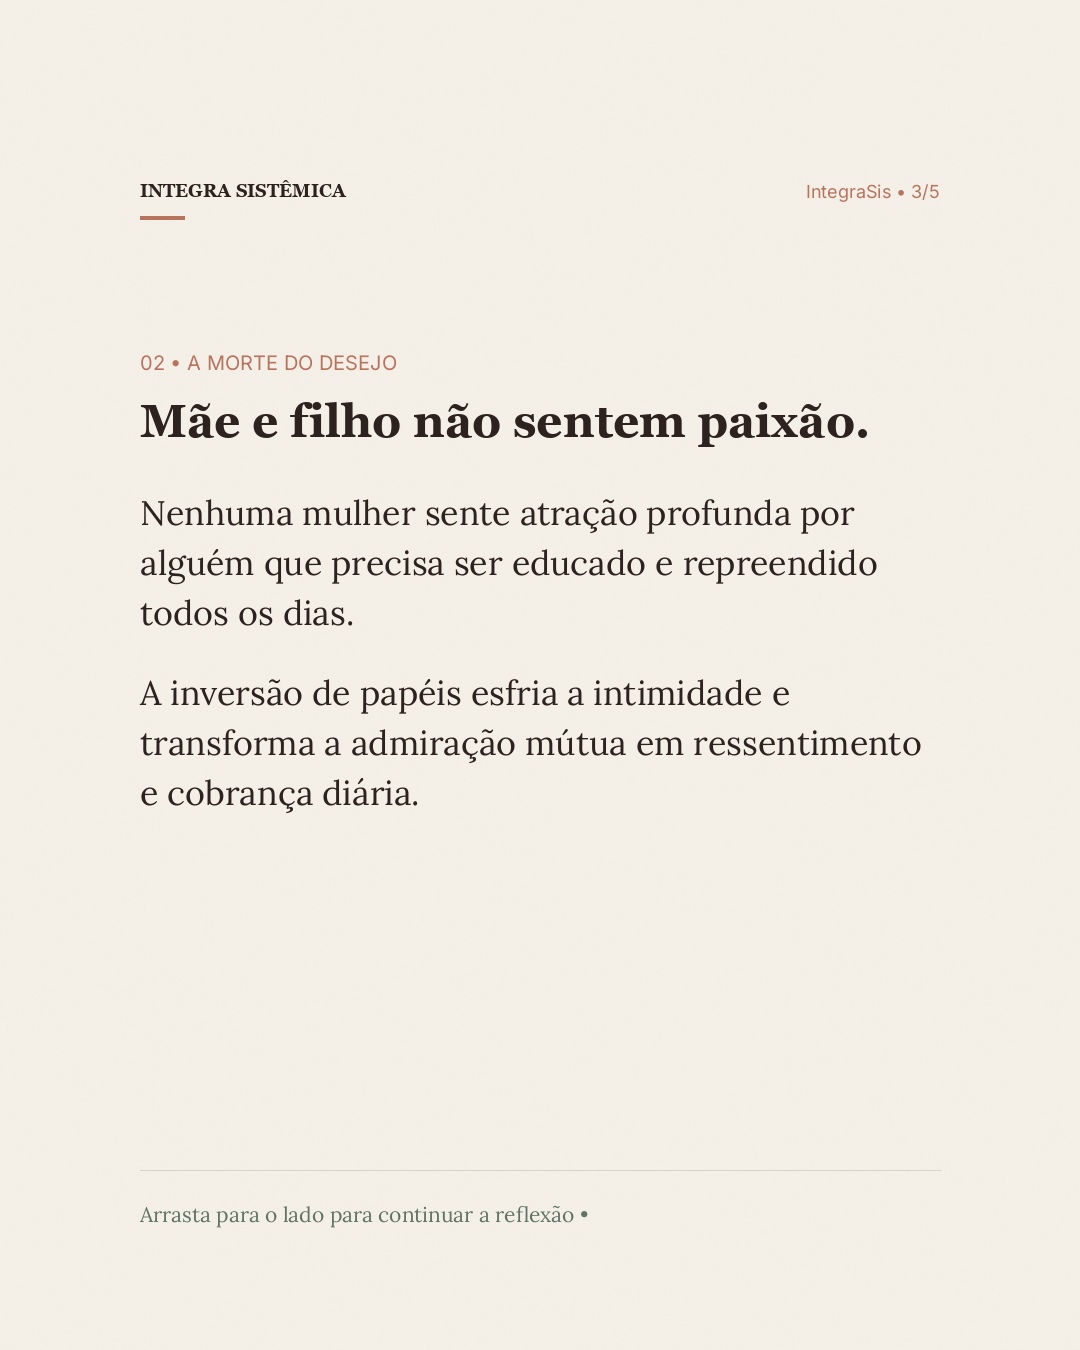 INTEGRA SISTÊMICA
IntegraSis • 3/5
02 • A MORTE DO DESEJO
Mãe e filho não sentem paixão.
Nenhuma mulher sente atração profunda por
alguém que precisa ser educado e repreendido
todos os dias.
A inversão de papéis esfria a intimidade e
transforma a admiração mútua em ressentimento
e cobrança diária.
Arrasta para o lado para continuar a reflexão •